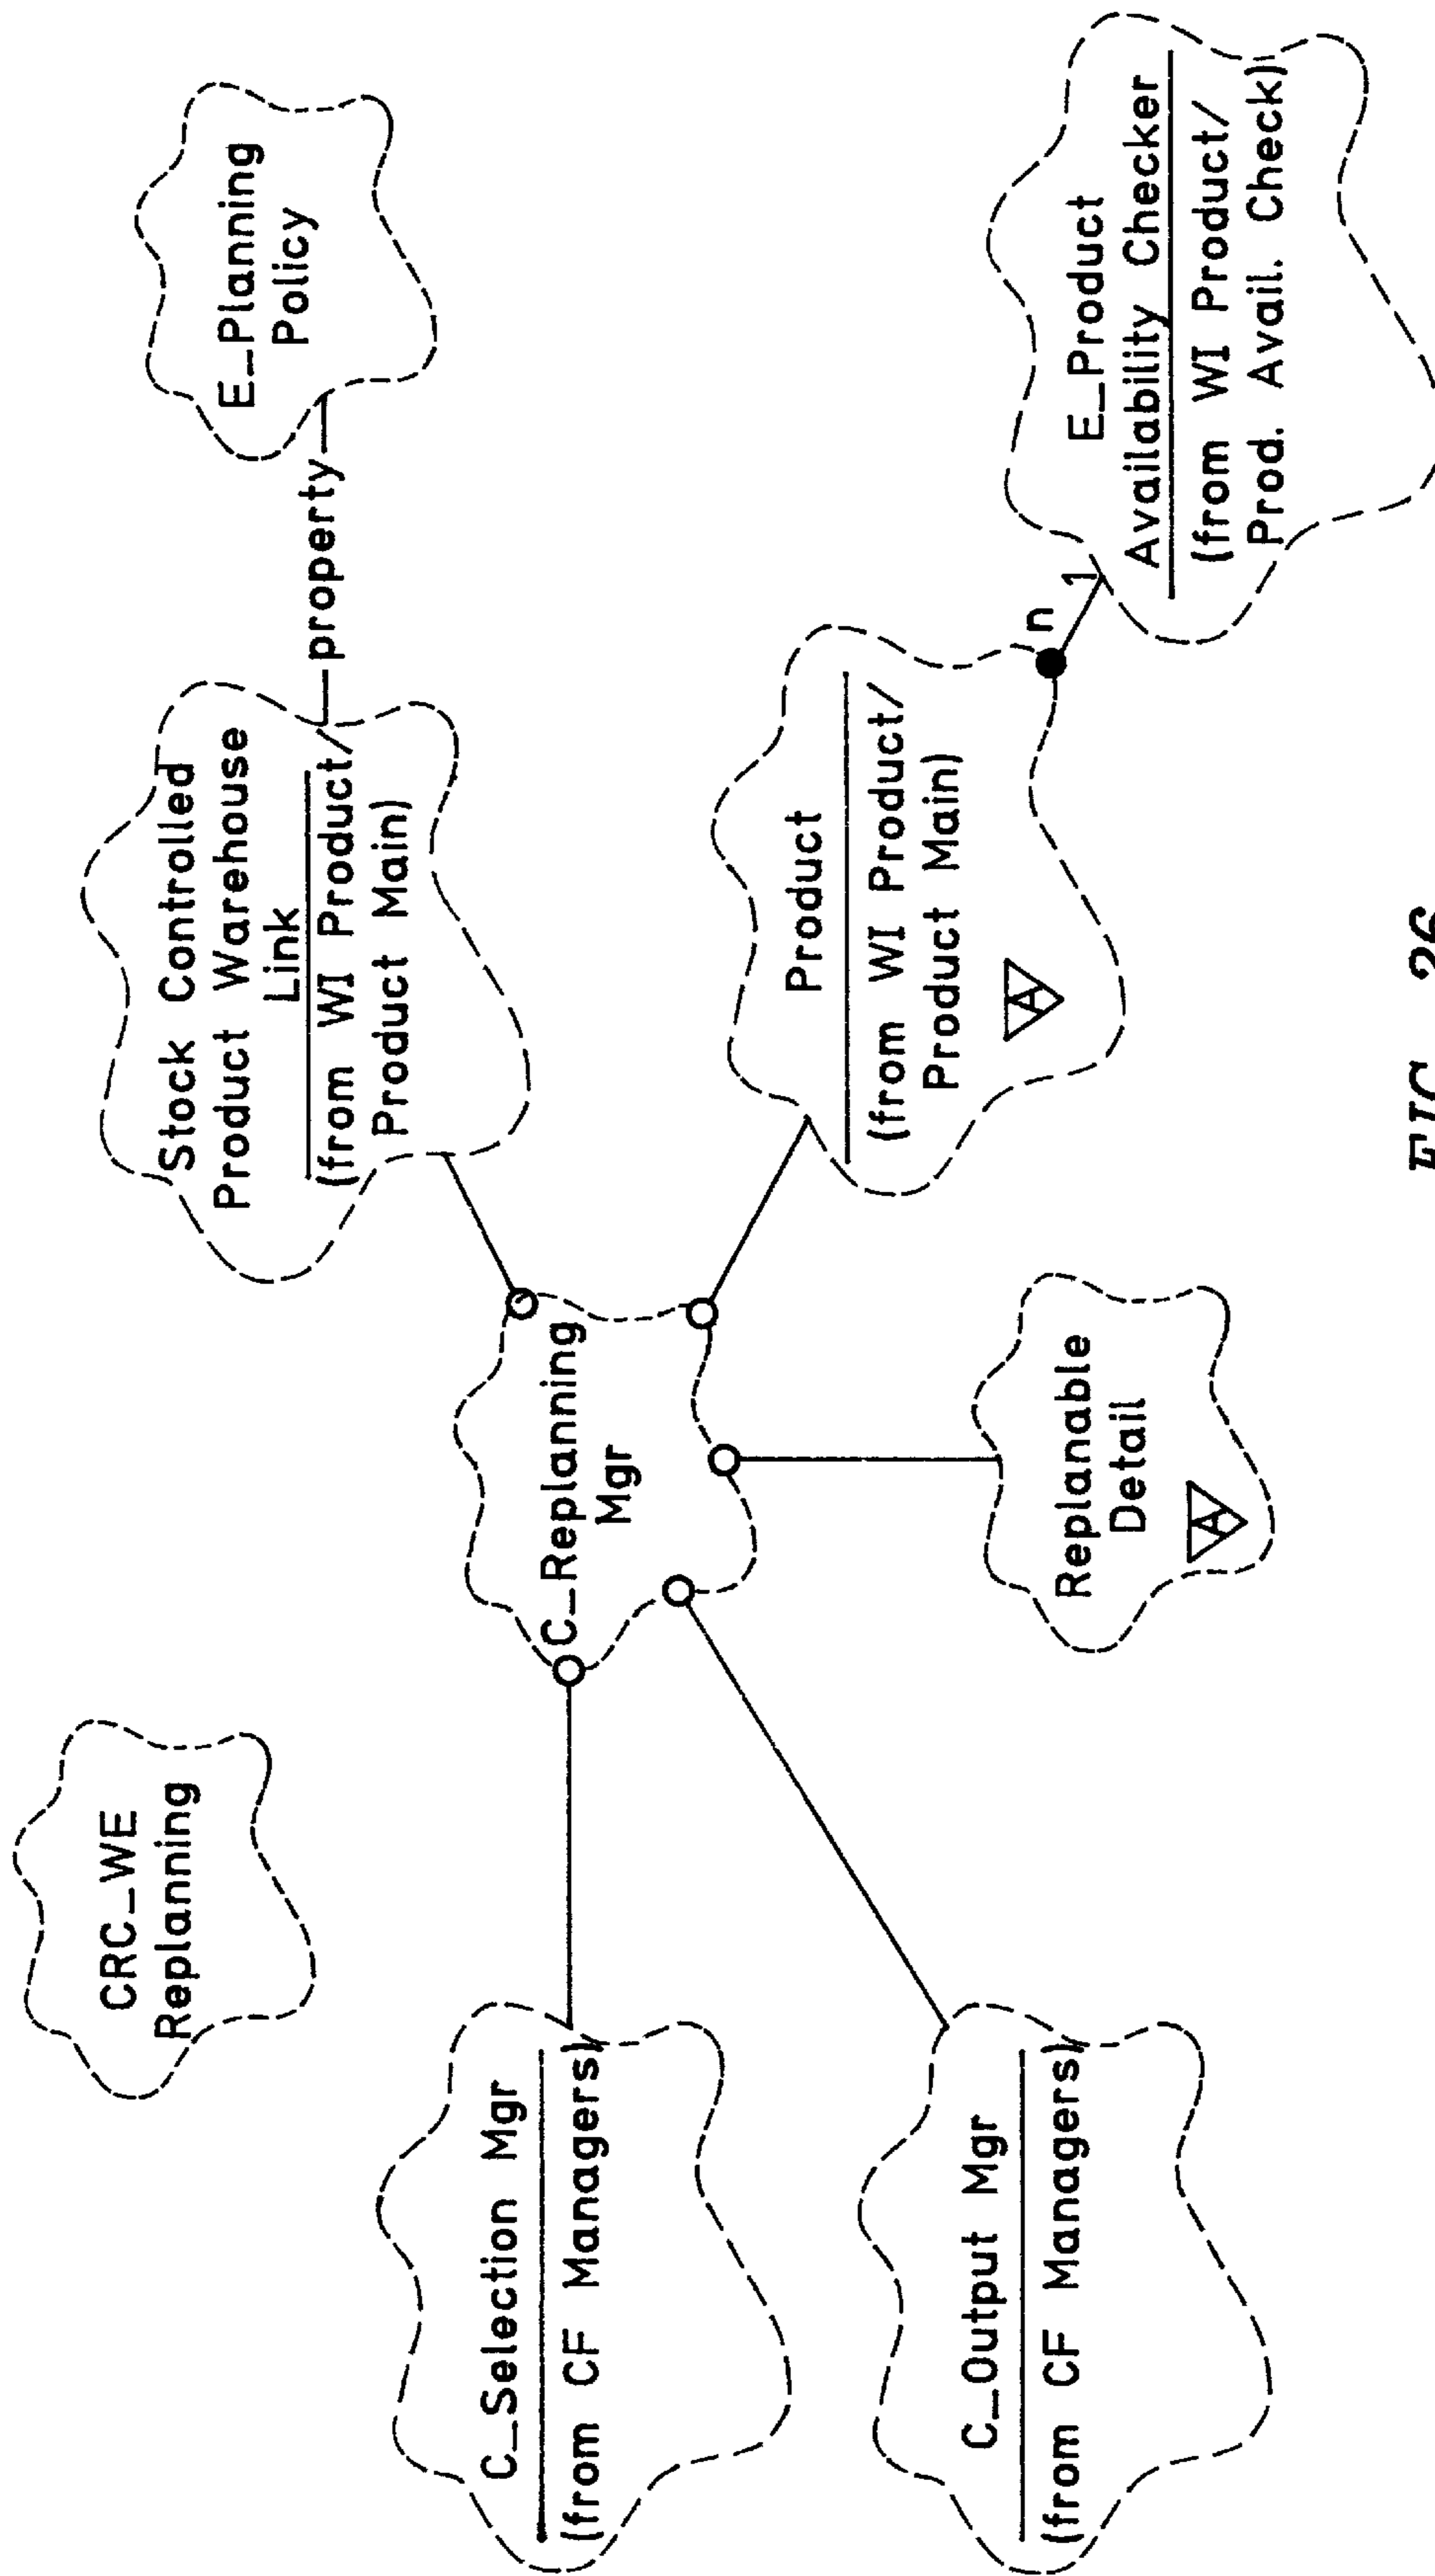 CRC_WE
Replanning
C_Selection Mgr
(from CF Managers)
C_Output Mgr
(from CF Managers)
C_Replanning
Mgr
Replanable
Detail
A
Stock Controlled
Product Warehouse
Link
(from WI Product/
Product Main)
property
E_Planning
Policy
Product
(from WI Product/
Product Main)
A
n
1
E_Product
Availability Checker
(from WI Product/
Prod. Avail. Check)
FIG. 26